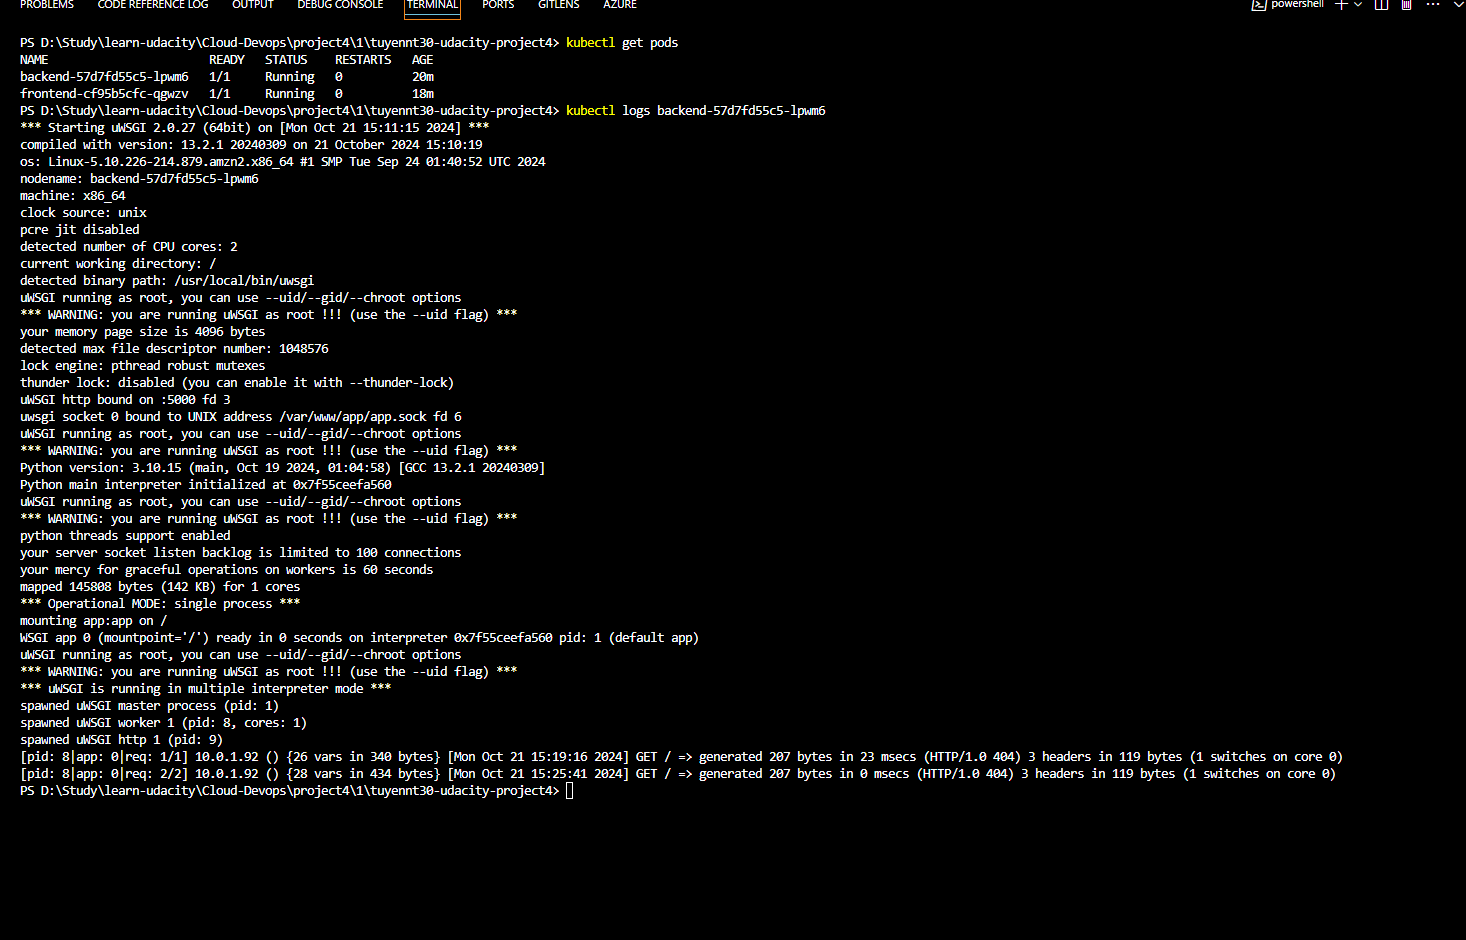 PROBLEMS CODE REFERENCE LOG OUTPUT DEBUG CONSOLE TERMINAL PORTS GITLENS AZURE powershell
PS D:\Study\learn-udacity\Cloud-Devops\project4\1\tuyennt30-udacity-project4> kubectl get pods
NAME READY STATUS RESTARTS AGE
backend-57d7fd55c5-lpwm6 1/1 Running 0 20m
frontend-cf95b5cfc-qgwzv 1/1 Running 0 18m
PS D:\Study\learn-udacity\Cloud-Devops\project4\1\tuyennt30-udacity-project4> kubectl logs backend-57d7fd55c5-lpwm6
*** Starting uWSGI 2.0.27 (64bit) on [Mon Oct 21 15:11:15 2024] ***
compiled with version: 13.2.1 20240309 on 21 October 2024 15:10:19
os: Linux-5.10.226-214.879.amzn2.x86_64 #1 SMP Tue Sep 24 01:40:52 UTC 2024
nodename: backend-57d7fd55c5-lpwm6
machine: x86_64
clock source: unix
pcre jit disabled
detected number of CPU cores: 2
current working directory: /
detected binary path: /usr/local/bin/uwsgi
uWSGI running as root, you can use --uid/--gid/--chroot options
*** WARNING: you are running uWSGI as root !!! (use the --uid flag) ***
your memory page size is 4096 bytes
detected max file descriptor number: 1048576
lock engine: pthread robust mutexes
thunder lock: disabled (you can enable it with --thunder-lock)
uWSGI http bound on :5000 fd 3
uwsgi socket 0 bound to UNIX address /var/www/app/app.sock fd 6
uWSGI running as root, you can use --uid/--gid/--chroot options
*** WARNING: you are running uWSGI as root !!! (use the --uid flag) ***
Python version: 3.10.15 (main, Oct 19 2024, 01:04:58) [GCC 13.2.1 20240309]
Python main interpreter initialized at 0x7f55ceefa560
uWSGI running as root, you can use --uid/--gid/--chroot options
*** WARNING: you are running uWSGI as root !!! (use the --uid flag) ***
python threads support enabled
your server socket listen backlog is limited to 100 connections
your mercy for graceful operations on workers is 60 seconds
mapped 145808 bytes (142 KB) for 1 cores
*** Operational MODE: single process ***
mounting app:app on /
WSGI app 0 (mountpoint='/') ready in 0 seconds on interpreter 0x7f55ceefa560 pid: 1 (default app)
uWSGI running as root, you can use --uid/--gid/--chroot options
*** WARNING: you are running uWSGI as root !!! (use the --uid flag) ***
*** uWSGI is running in multiple interpreter mode ***
spawned uWSGI master process (pid: 1)
spawned uWSGI worker 1 (pid: 8, cores: 1)
spawned uWSGI http 1 (pid: 9)
[pid: 8|app: 0|req: 1/1] 10.0.1.92 () {26 vars in 340 bytes} [Mon Oct 21 15:19:16 2024] GET / => generated 207 bytes in 23 msecs (HTTP/1.0 404) 3 headers in 119 bytes (1 switches on core 0)
[pid: 8|app: 0|req: 2/2] 10.0.1.92 () {28 vars in 434 bytes} [Mon Oct 21 15:25:41 2024] GET / => generated 207 bytes in 0 msecs (HTTP/1.0 404) 3 headers in 119 bytes (1 switches on core 0)
PS D:\Study\learn-udacity\Cloud-Devops\project4\1\tuyennt30-udacity-project4>